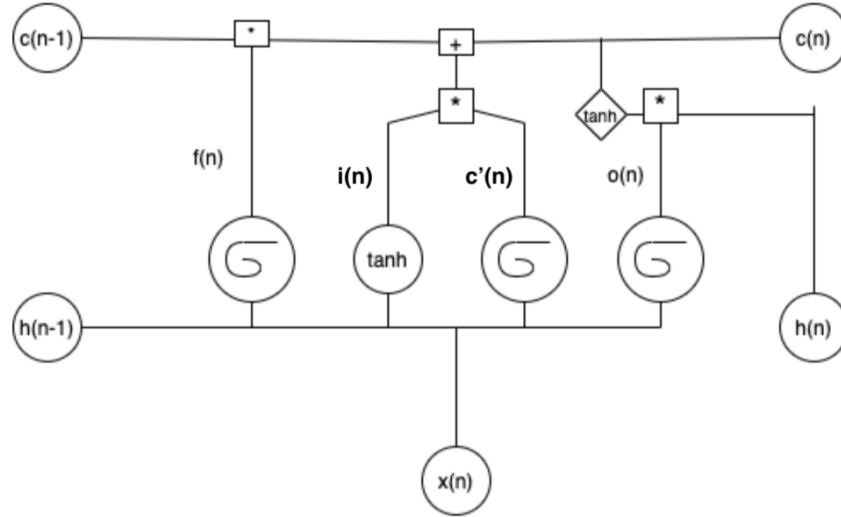 c(n-1)
*
+
c(n)
*
tanh
*
f(n)
i(n)
c'(n)
o(n)
σ
tanh
σ
σ
h(n-1)
h(n)
x(n)